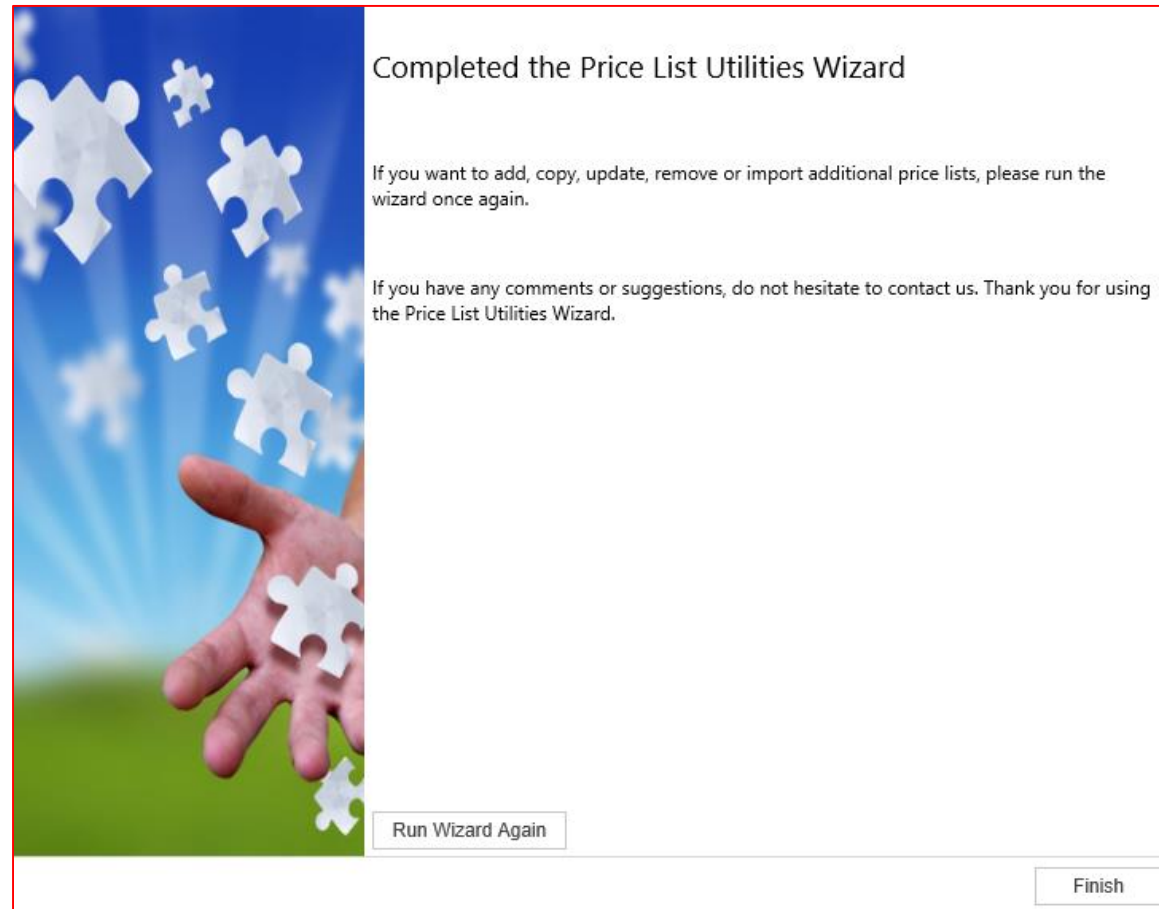 Completed the Price List Utilities Wizard
If you want to add, copy, update, remove or import additional price lists, please run the
wizard once again.
If you have any comments or suggestions, do not hesitate to contact us. Thank you for using
the Price List Utilities Wizard.
Run Wizard Again
Finish